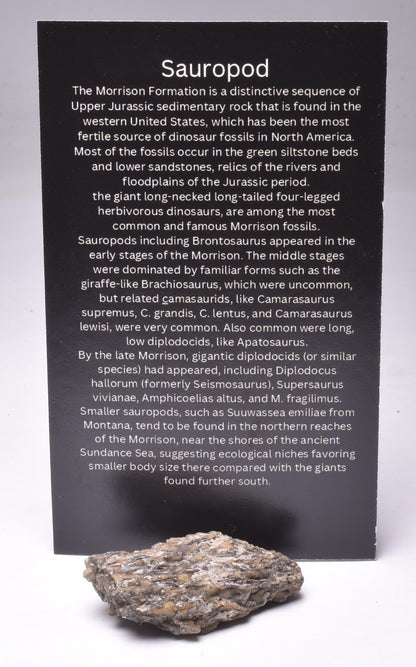 Sauropod
The Morrison Formation is a distinctive sequence of
Upper Jurassic sedimentary rock that is found in the
western United States, which has been the most
fertile source of dinosaur fossils in North America.
Most of the fossils occur in the green siltstone beds
and lower sandstones, relics of the rivers and
floodplains of the Jurassic period.
the giant long-necked long-tailed four-legged
herbivorous dinosaurs, are among the most
common and famous Morrison fossils.
Sauropods including Brontosaurus appeared in the
early stages of the Morrison. The middle stages
were dominated by familiar forms such as the
giraffe-like Brachiosaurus, which were uncommon,
but related camasaurids, like Camarasaurus
supremus, C. grandis, C. lentus, and Camarasaurus
lewisi, were very common. Also common were long,
low diplodocids, like Apatosaurus.
By the late Morrison, gigantic diplodocids (or similar
species) had appeared, including Diplodocus
hallorum (formerly Seismosaurus), Supersaurus
vivianae, Amphicoelias altus, and M. fragilimus.
Smaller sauropods, such as Suuwassea emiliae from
Montana, tend to be found in the northern reaches
of the Morrison, near the shores of the ancient
Sundance Sea, suggesting ecological niches favoring
smaller body size there compared with the giants
found further south.